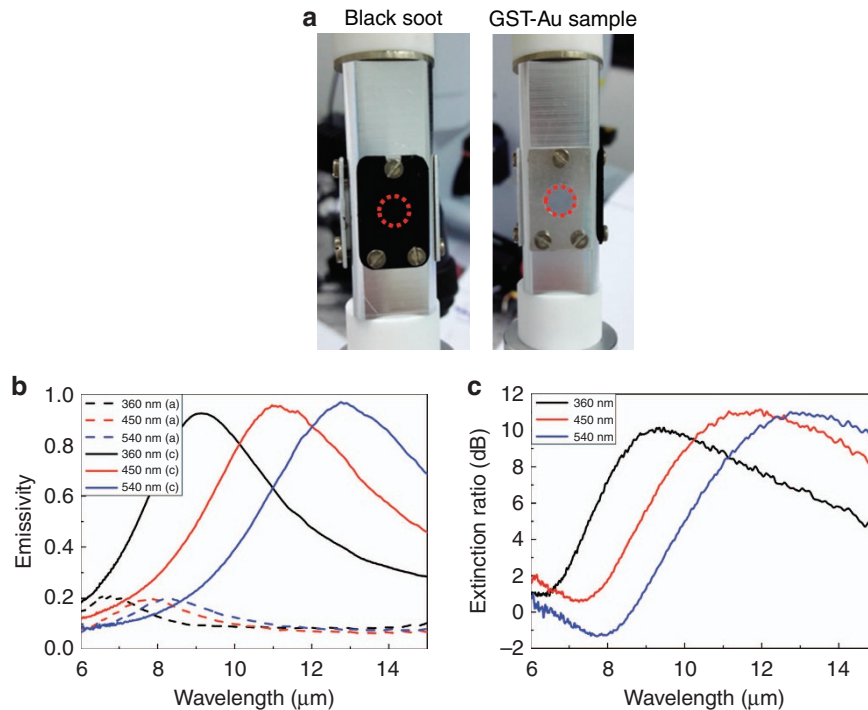 a Black soot GST-Au sample
b
1.0
0.8
0.6
0.4
0.2
0.0
Emissivity
360 nm (a)
450 nm (a)
540 nm (a)
360 nm (c)
450 nm (c)
540 nm (c)
6 8 10 12 14
Wavelength (μm)
c
12
10
8
6
4
2
0
–2
Extinction ratio (dB)
360 nm
450 nm
540 nm
6 8 10 12 14
Wavelength (μm)